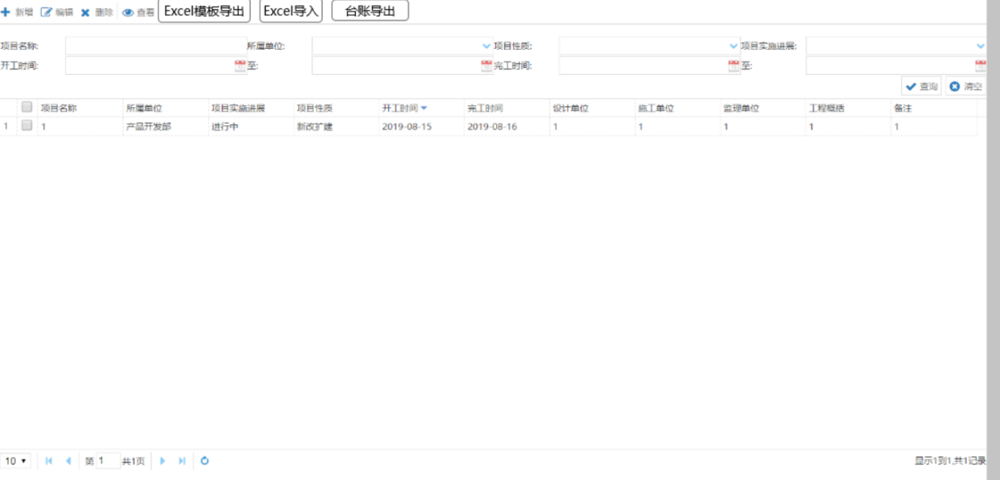 新增 编辑 删除 查看 Excel模板导出 Excel导入 台账导出
项目名称: 所属单位: 项目性质: 项目实施进展:
开工时间: 至: 完工时间: 至:
查询 清空
项目名称 所属单位 项目实施进展 项目性质 开工时间 完工时间 设计单位 施工单位 监理单位 工程概括 备注
1 1 产品开发部 进行中 新改扩建 2019-08-15 2019-08-16 1 1 1 1 1
10 第 1 共1页 显示1到1,共1记录